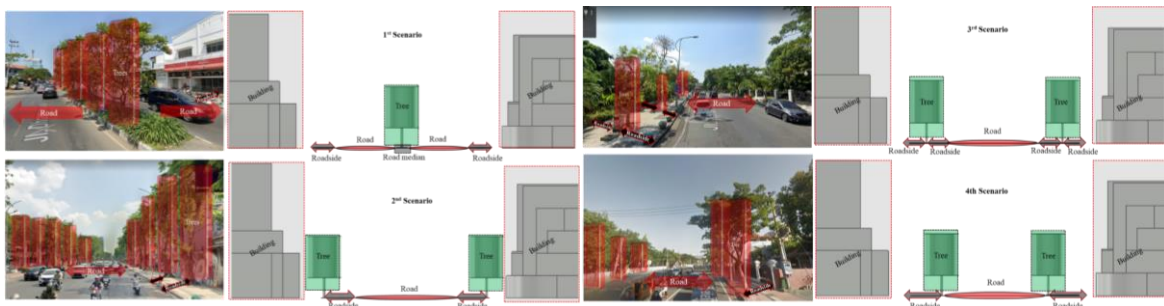 1st Scenario
Building
Tree
Road
Road
Roadside
Road median
Roadside
Building
Trees
Road
Road
2nd Scenario
Building
Tree
Road
Tree
Roadside
Roadside
Building
Road
3rd Scenario
Building
Tree
Tree
Road
Roadside
Roadside
Building
Road
4th Scenario
Building
Tree
Tree
Road
Roadside
Roadside
Building
Road